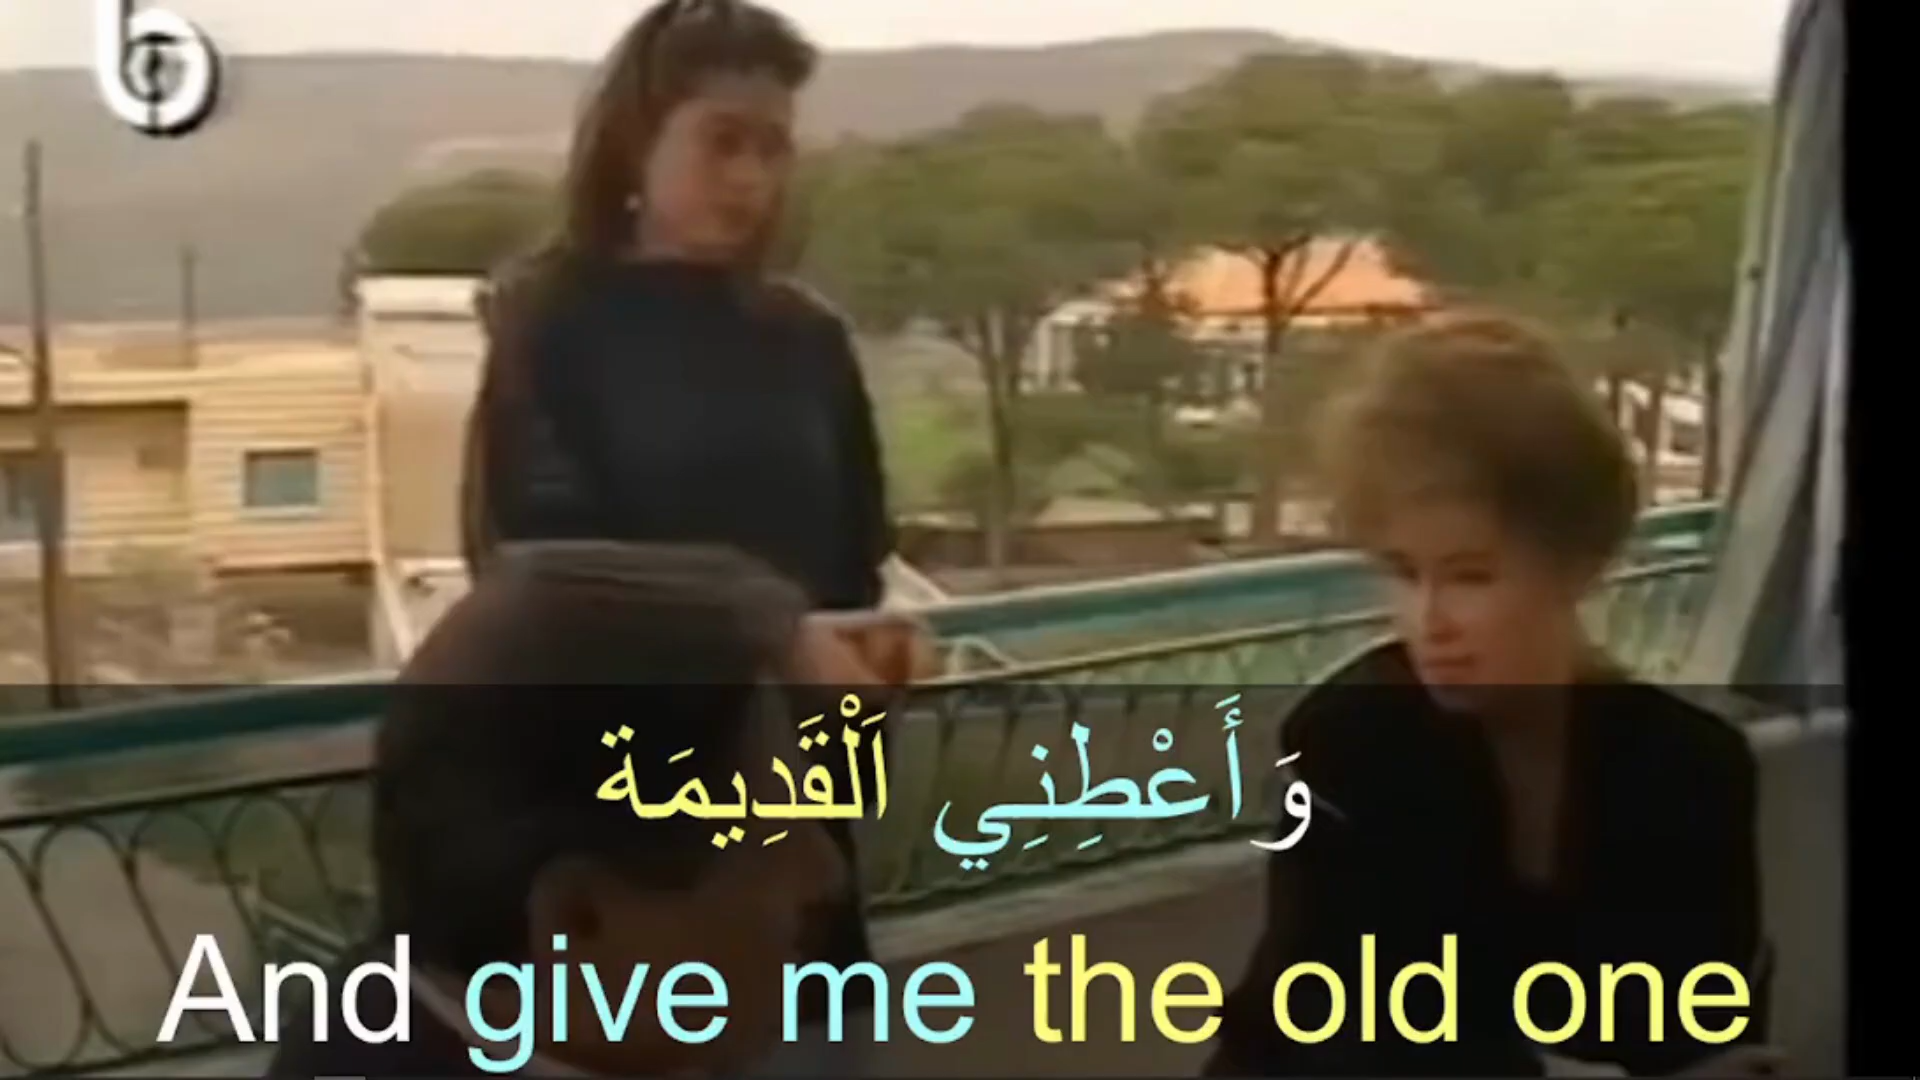 وَأَعْطِنِي اَلْقَدِيمَة
And give me the old one